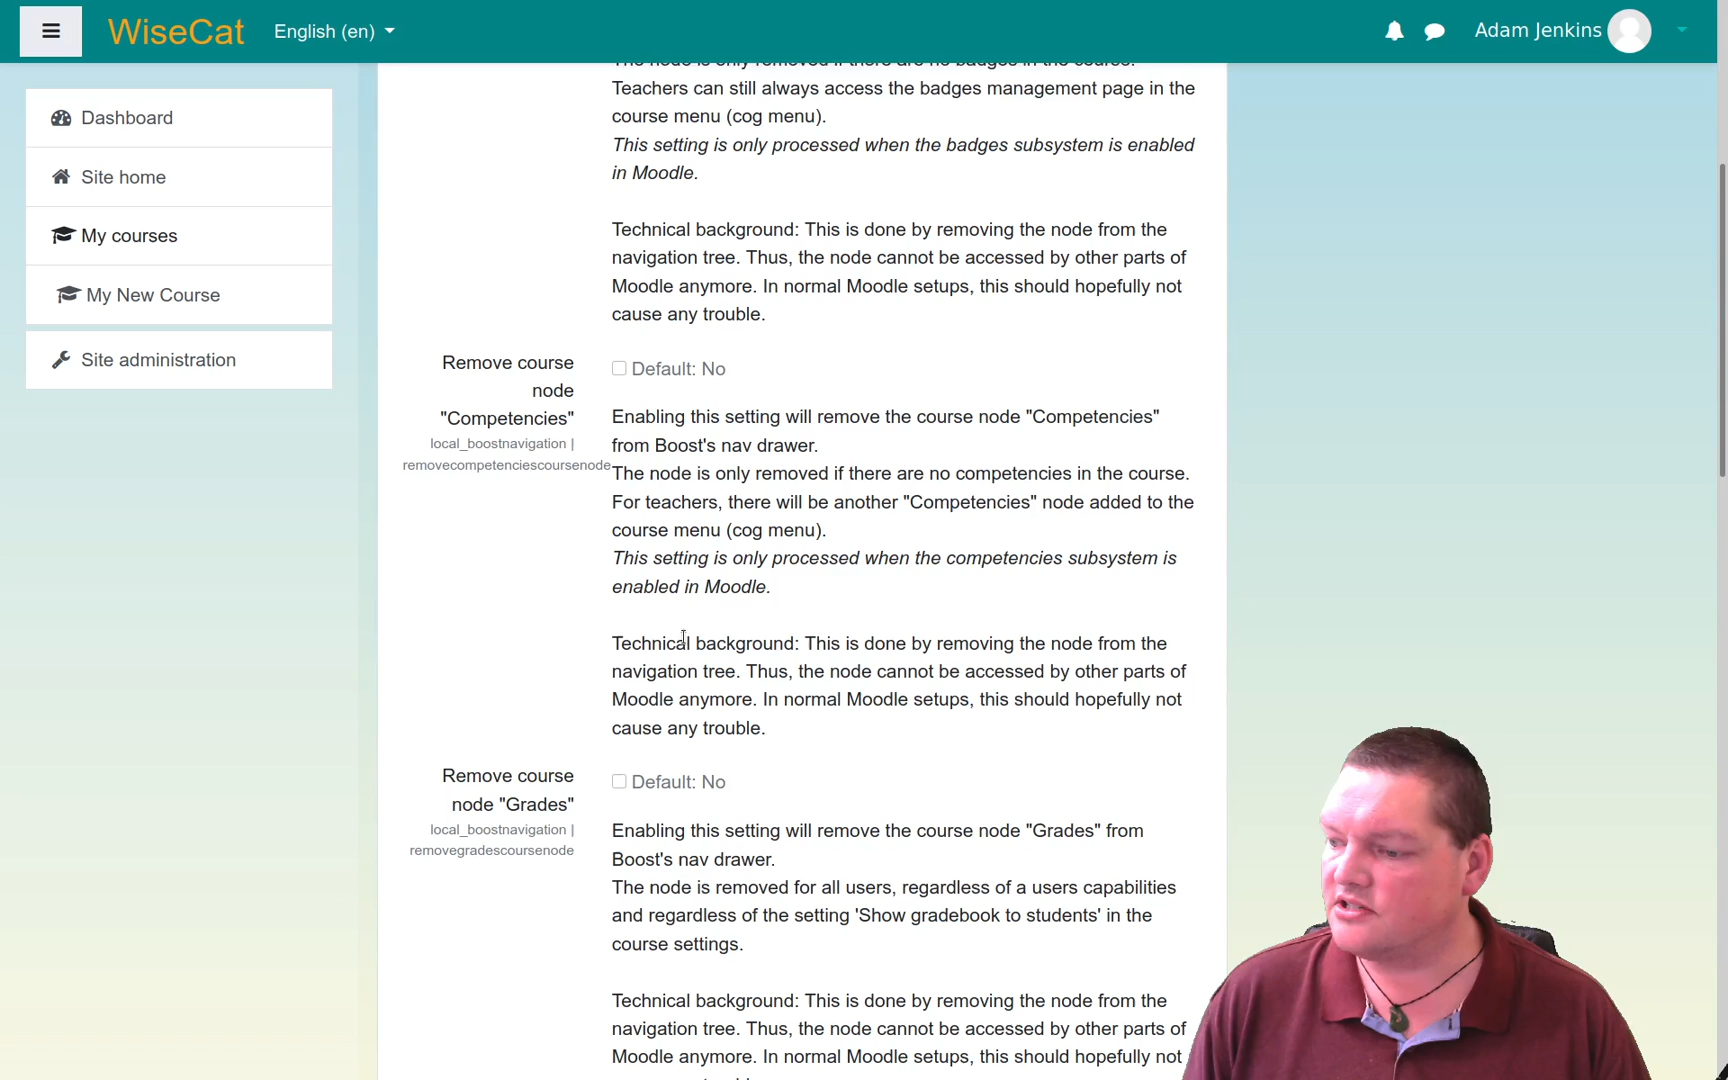 WiseCat
English (en)
Adam Jenkins
Dashboard
Site home
My courses
My New Course
Site administration
The node is only removed if there are no badges in the course.
Teachers can still always access the badges management page in the
course menu (cog menu).
This setting is only processed when the badges subsystem is enabled
in Moodle.
Technical background: This is done by removing the node from the
navigation tree. Thus, the node cannot be accessed by other parts of
Moodle anymore. In normal Moodle setups, this should hopefully not
cause any trouble.
Remove course
node
"Competencies"
local_boostnavigation |
removecompetenciescoursenode
Default: No
Enabling this setting will remove the course node "Competencies"
from Boost's nav drawer.
The node is only removed if there are no competencies in the course.
For teachers, there will be another "Competencies" node added to the
course menu (cog menu).
This setting is only processed when the competencies subsystem is
enabled in Moodle.
Technical background: This is done by removing the node from the
navigation tree. Thus, the node cannot be accessed by other parts of
Moodle anymore. In normal Moodle setups, this should hopefully not
cause any trouble.
Remove course
node "Grades"
local_boostnavigation |
removegradescoursenode
Default: No
Enabling this setting will remove the course node "Grades" from
Boost's nav drawer.
The node is removed for all users, regardless of a users capabilities
and regardless of the setting 'Show gradebook to students' in the
course settings.
Technical background: This is done by removing the node from the
navigation tree. Thus, the node cannot be accessed by other parts of
Moodle anymore. In normal Moodle setups, this should hopefully not